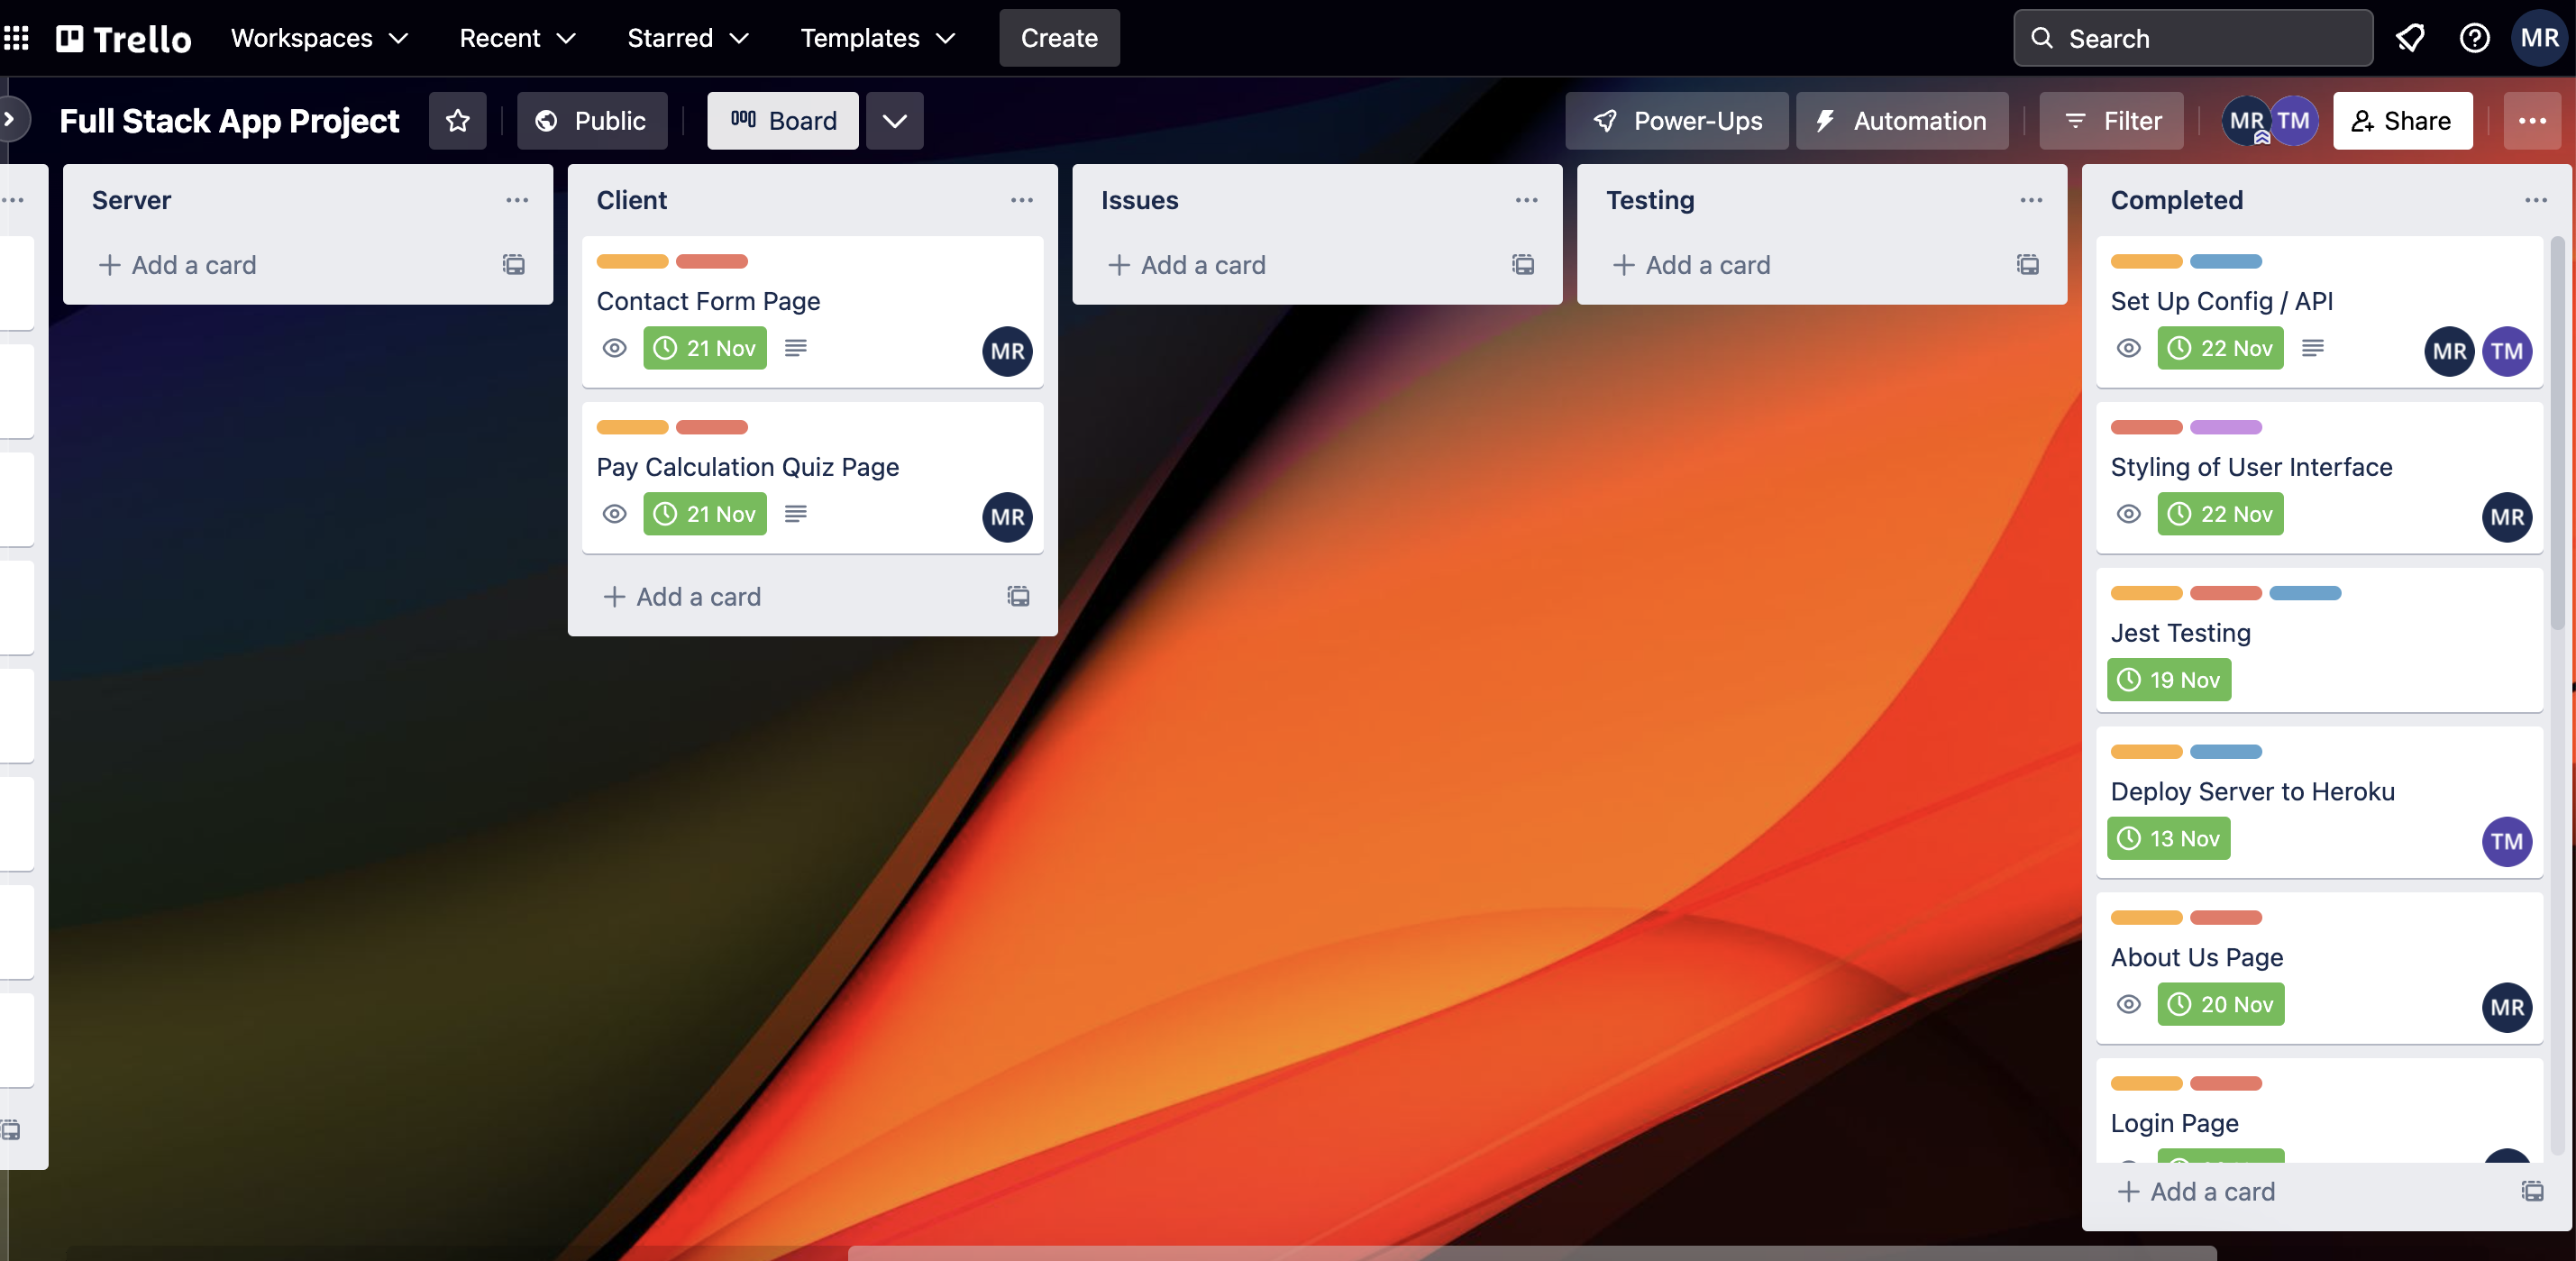 Trello Workspaces Recent Starred Templates Create Search MR
Full Stack App Project Public Board Power-Ups Automation Filter MR TM Share
Server
Add a card
Client
Contact Form Page
21 Nov MR
Pay Calculation Quiz Page
21 Nov MR
Add a card
Issues
Add a card
Testing
Add a card
Completed
Set Up Config / API
22 Nov MR TM
Styling of User Interface
22 Nov MR
Jest Testing
19 Nov
Deploy Server to Heroku
13 Nov TM
About Us Page
20 Nov MR
Login Page
Add a card